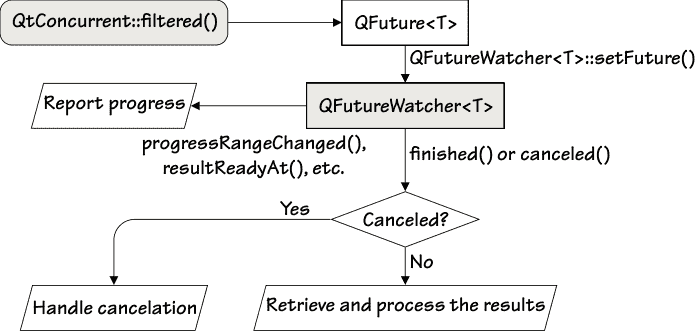 QtConcurrent::filtered()
QFuture<T>
QFutureWatcher<T>::setFuture()
Report progress
QFutureWatcher<T>
progressRangeChanged(),
resultReadyAt(), etc.
finished() or canceled()
Yes
Canceled?
No
Handle cancelation
Retrieve and process the results